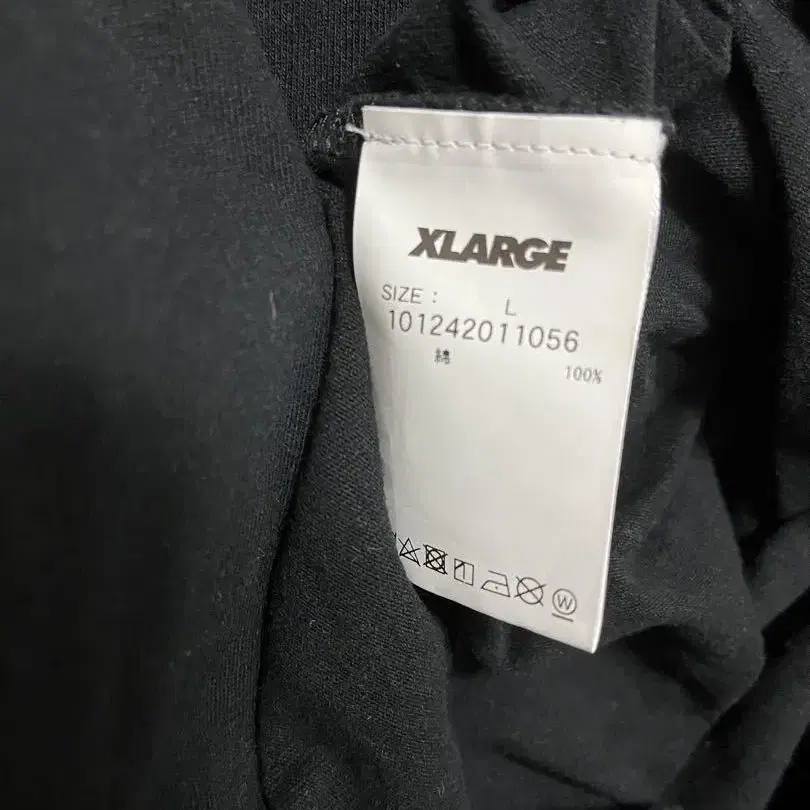 XLARGE
SIZE : L
101242011056
綿 100%
W